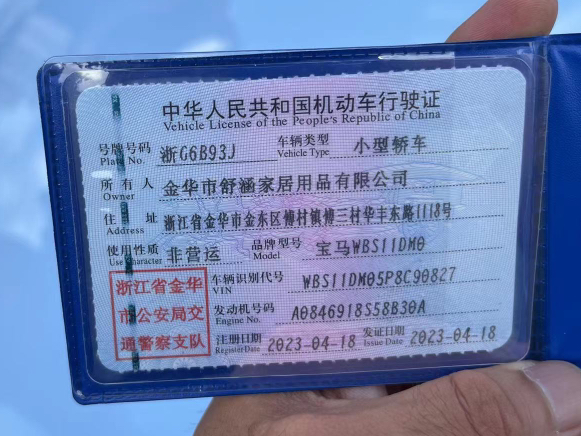 中华人民共和国机动车行驶证
Vehicle License of the People's Republic of China
号牌号码 Plate No. 浙G6B93J 车辆类型 Vehicle Type 小型轿车
所有人 Owner 金华市舒涵家居用品有限公司
住址 Address 浙江省金华市金东区傅村镇傅三村华丰东路1118号
使用性质 Use Character 非营运 品牌型号 Model 宝马WBS11DM0
车辆识别代号 VIN WBS11DM05P8C90827
发动机号码 Engine No. A0846918S58B30A
注册日期 Register Date 2023-04-18 发证日期 Issue Date 2023-04-18
浙江省金华
市公安局交
通警察支队